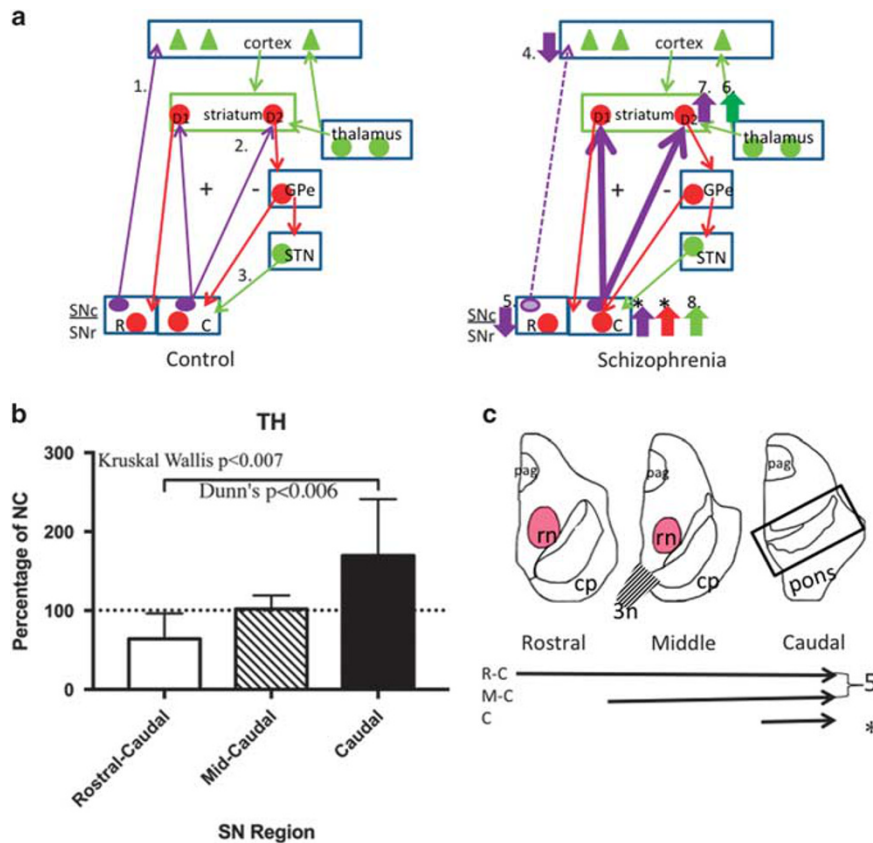 a
cortex
1.
D1 striatum D2
2.
thalamus
+ -
GPe
STN
3.
SNc
SNr
R C
Control
4.
cortex
7. 6.
D1 striatum D2
thalamus
+ -
GPe
STN
SNc
SNr
5.
R C
* * 8.
Schizophrenia
b
TH
Kruskal Wallis p<0.007
Dunn's p<0.006
Percentage of NC
300
200
100
0
Rostral-Caudal
Mid-Caudal
Caudal
SN Region
c
pag pag pag
rn rn
cp cp pons
3n
Rostral Middle Caudal
R-C
M-C
C
5
*